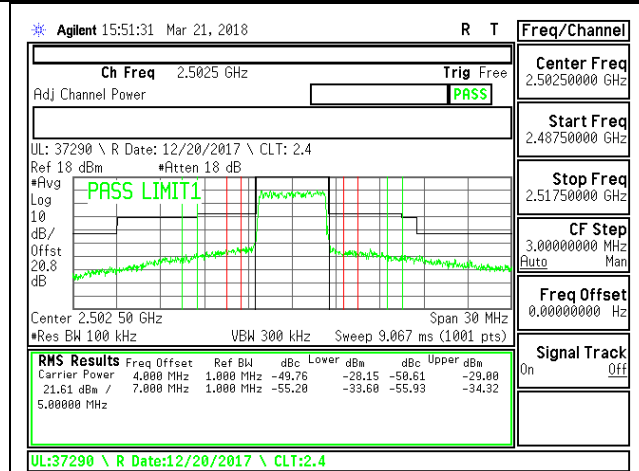 Agilent 15:51:31 Mar 21, 2018 R T
Ch Freq 2.5025 GHz Trig Free
Adj Channel Power PASS
UL: 37290 \ R Date: 12/20/2017 \ CLT: 2.4
Ref 18 dBm #Atten 18 dB
#Avg
Log
10
dB/
Offst
20.8
dB
PASS LIMIT1
Center 2.502 50 GHz Span 30 MHz
#Res BW 100 kHz VBW 300 kHz Sweep 9.067 ms (1001 pts)
RMS Results Freq Offset Ref BW dBc Lower dBm dBc Upper dBm
Carrier Power 4.000 MHz 1.000 MHz -49.76 -28.15 -50.61 -29.00
21.61 dBm / 7.000 MHz 1.000 MHz -55.20 -33.60 -55.93 -34.32
5.00000 MHz
UL:37290 \ R Date:12/20/2017 \ CLT:2.4
Freq/Channel
Center Freq
2.50250000 GHz
Start Freq
2.48750000 GHz
Stop Freq
2.51750000 GHz
CF Step
3.00000000 MHz
Auto Man
Freq Offset
0.00000000 Hz
Signal Track
On Off